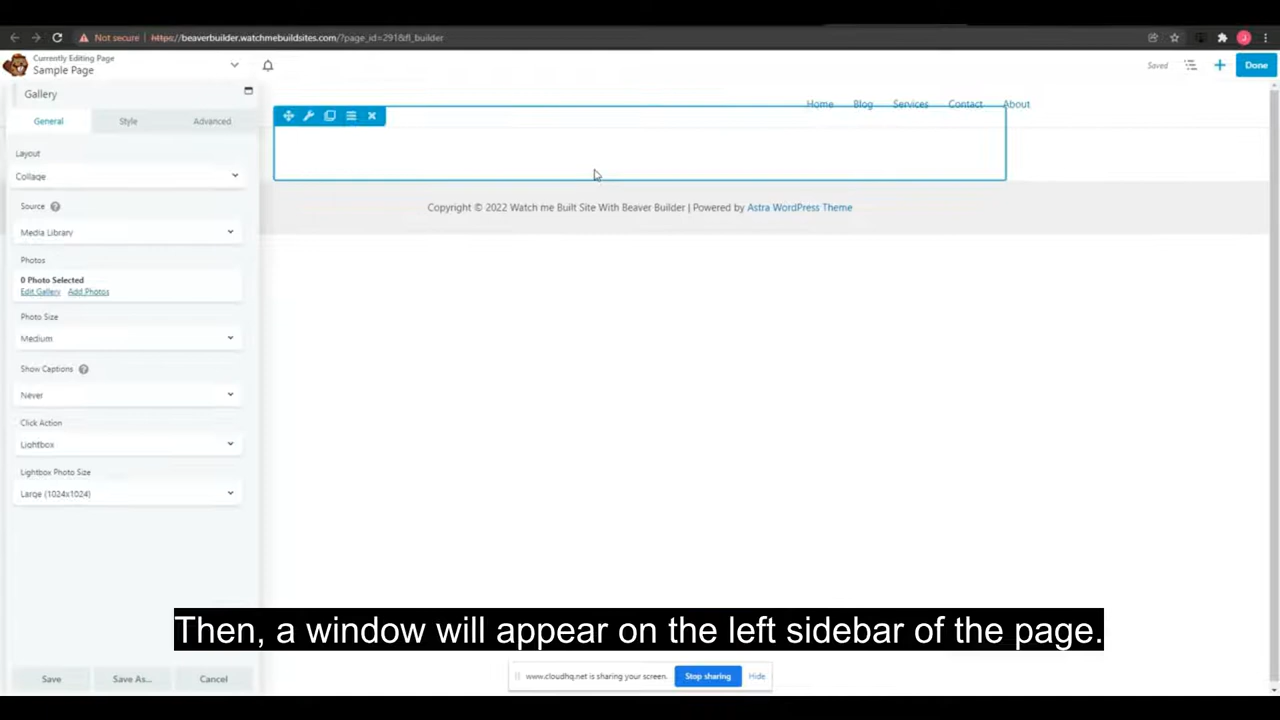 Not secure
https://beaverbuilder.watchmebuildsites.com/?page_id=291&fl_builder
Currently Editing Page
Sample Page
Saved
Done
Gallery
General
Style
Advanced
Home
Blog
Services
Contact
About
Layout
Collage
Source
Media Library
Photos
0 Photo Selected
Edit Gallery
Add Photos
Photo Size
Medium
Show Captions
Never
Click Action
Lightbox
Lightbox Photo Size
Large (1024x1024)
Copyright © 2022 Watch me Built Site With Beaver Builder | Powered by Astra WordPress Theme
Then, a window will appear on the left sidebar of the page.
Save
Save As...
Cancel
www.cloudhq.net is sharing your screen.
Stop sharing
Hide